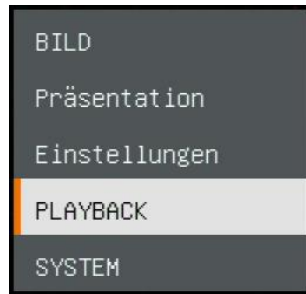 BILD
Präsentation
Einstellungen
PLAYBACK
SYSTEM